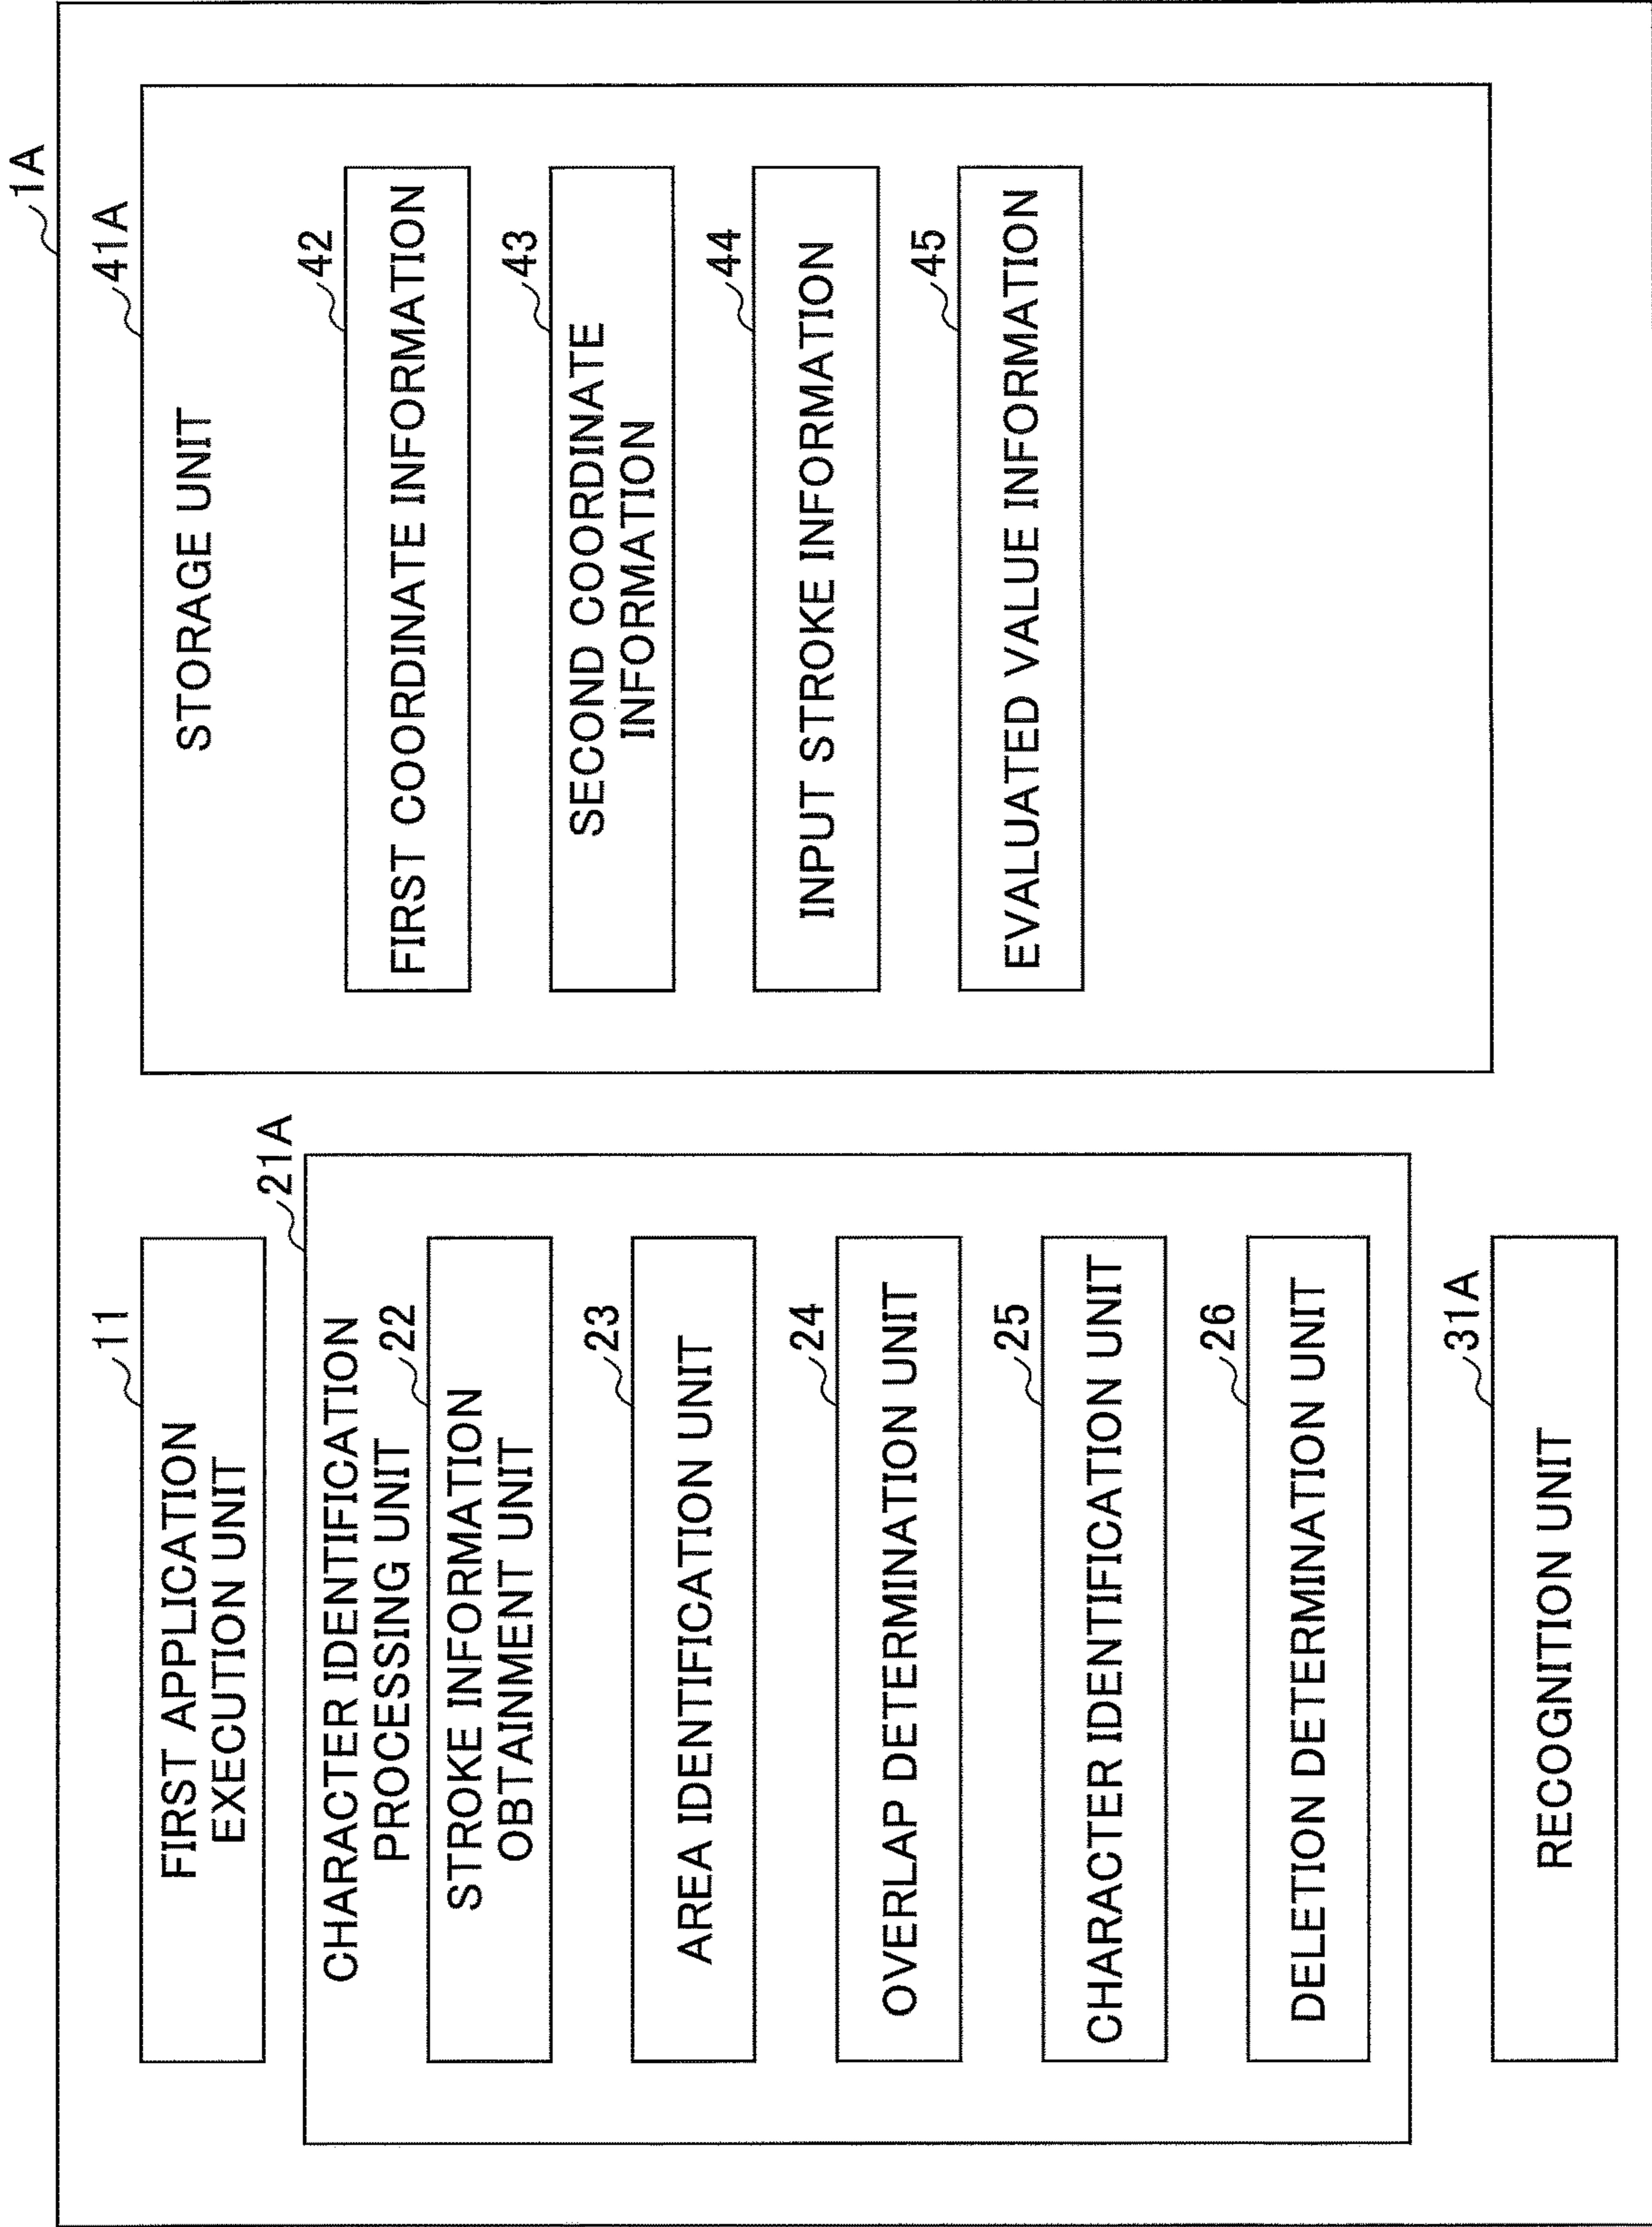 1A
11
FIRST APPLICATION
EXECUTION UNIT
21A
CHARACTER IDENTIFICATION
PROCESSING UNIT
22
STROKE INFORMATION
OBTAINMENT UNIT
23
AREA IDENTIFICATION UNIT
24
OVERLAP DETERMINATION UNIT
25
CHARACTER IDENTIFICATION UNIT
26
DELETION DETERMINATION UNIT
31A
RECOGNITION UNIT
41A
STORAGE UNIT
42
FIRST COORDINATE INFORMATION
43
SECOND COORDINATE
INFORMATION
44
INPUT STROKE INFORMATION
45
EVALUATED VALUE INFORMATION